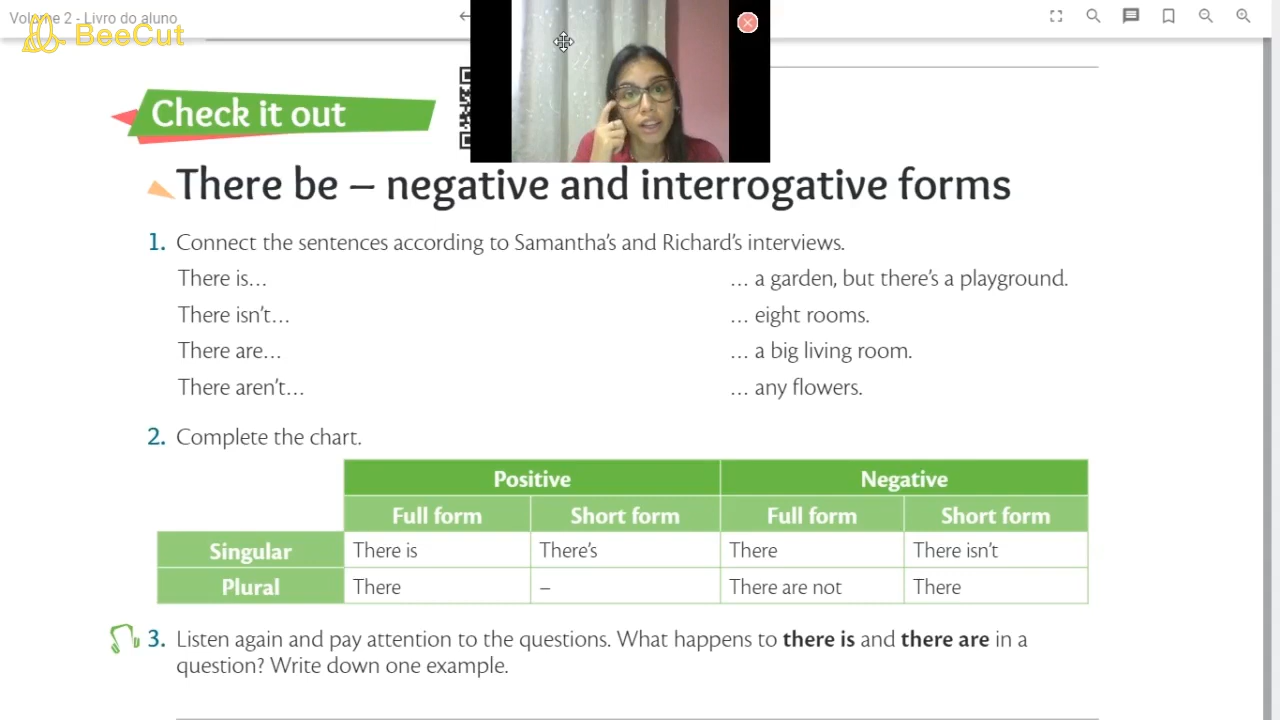 Volume 2 - Livro do aluno
BeeCut
Check it out
There be – negative and interrogative forms
1. Connect the sentences according to Samantha's and Richard's interviews.
There is… … a garden, but there's a playground.
There isn't… … eight rooms.
There are… … a big living room.
There aren't… … any flowers.
2. Complete the chart.
Positive Negative
Full form Short form Full form Short form
Singular There is There's There There isn't
Plural There – There are not There
3. Listen again and pay attention to the questions. What happens to there is and there are in a
question? Write down one example.